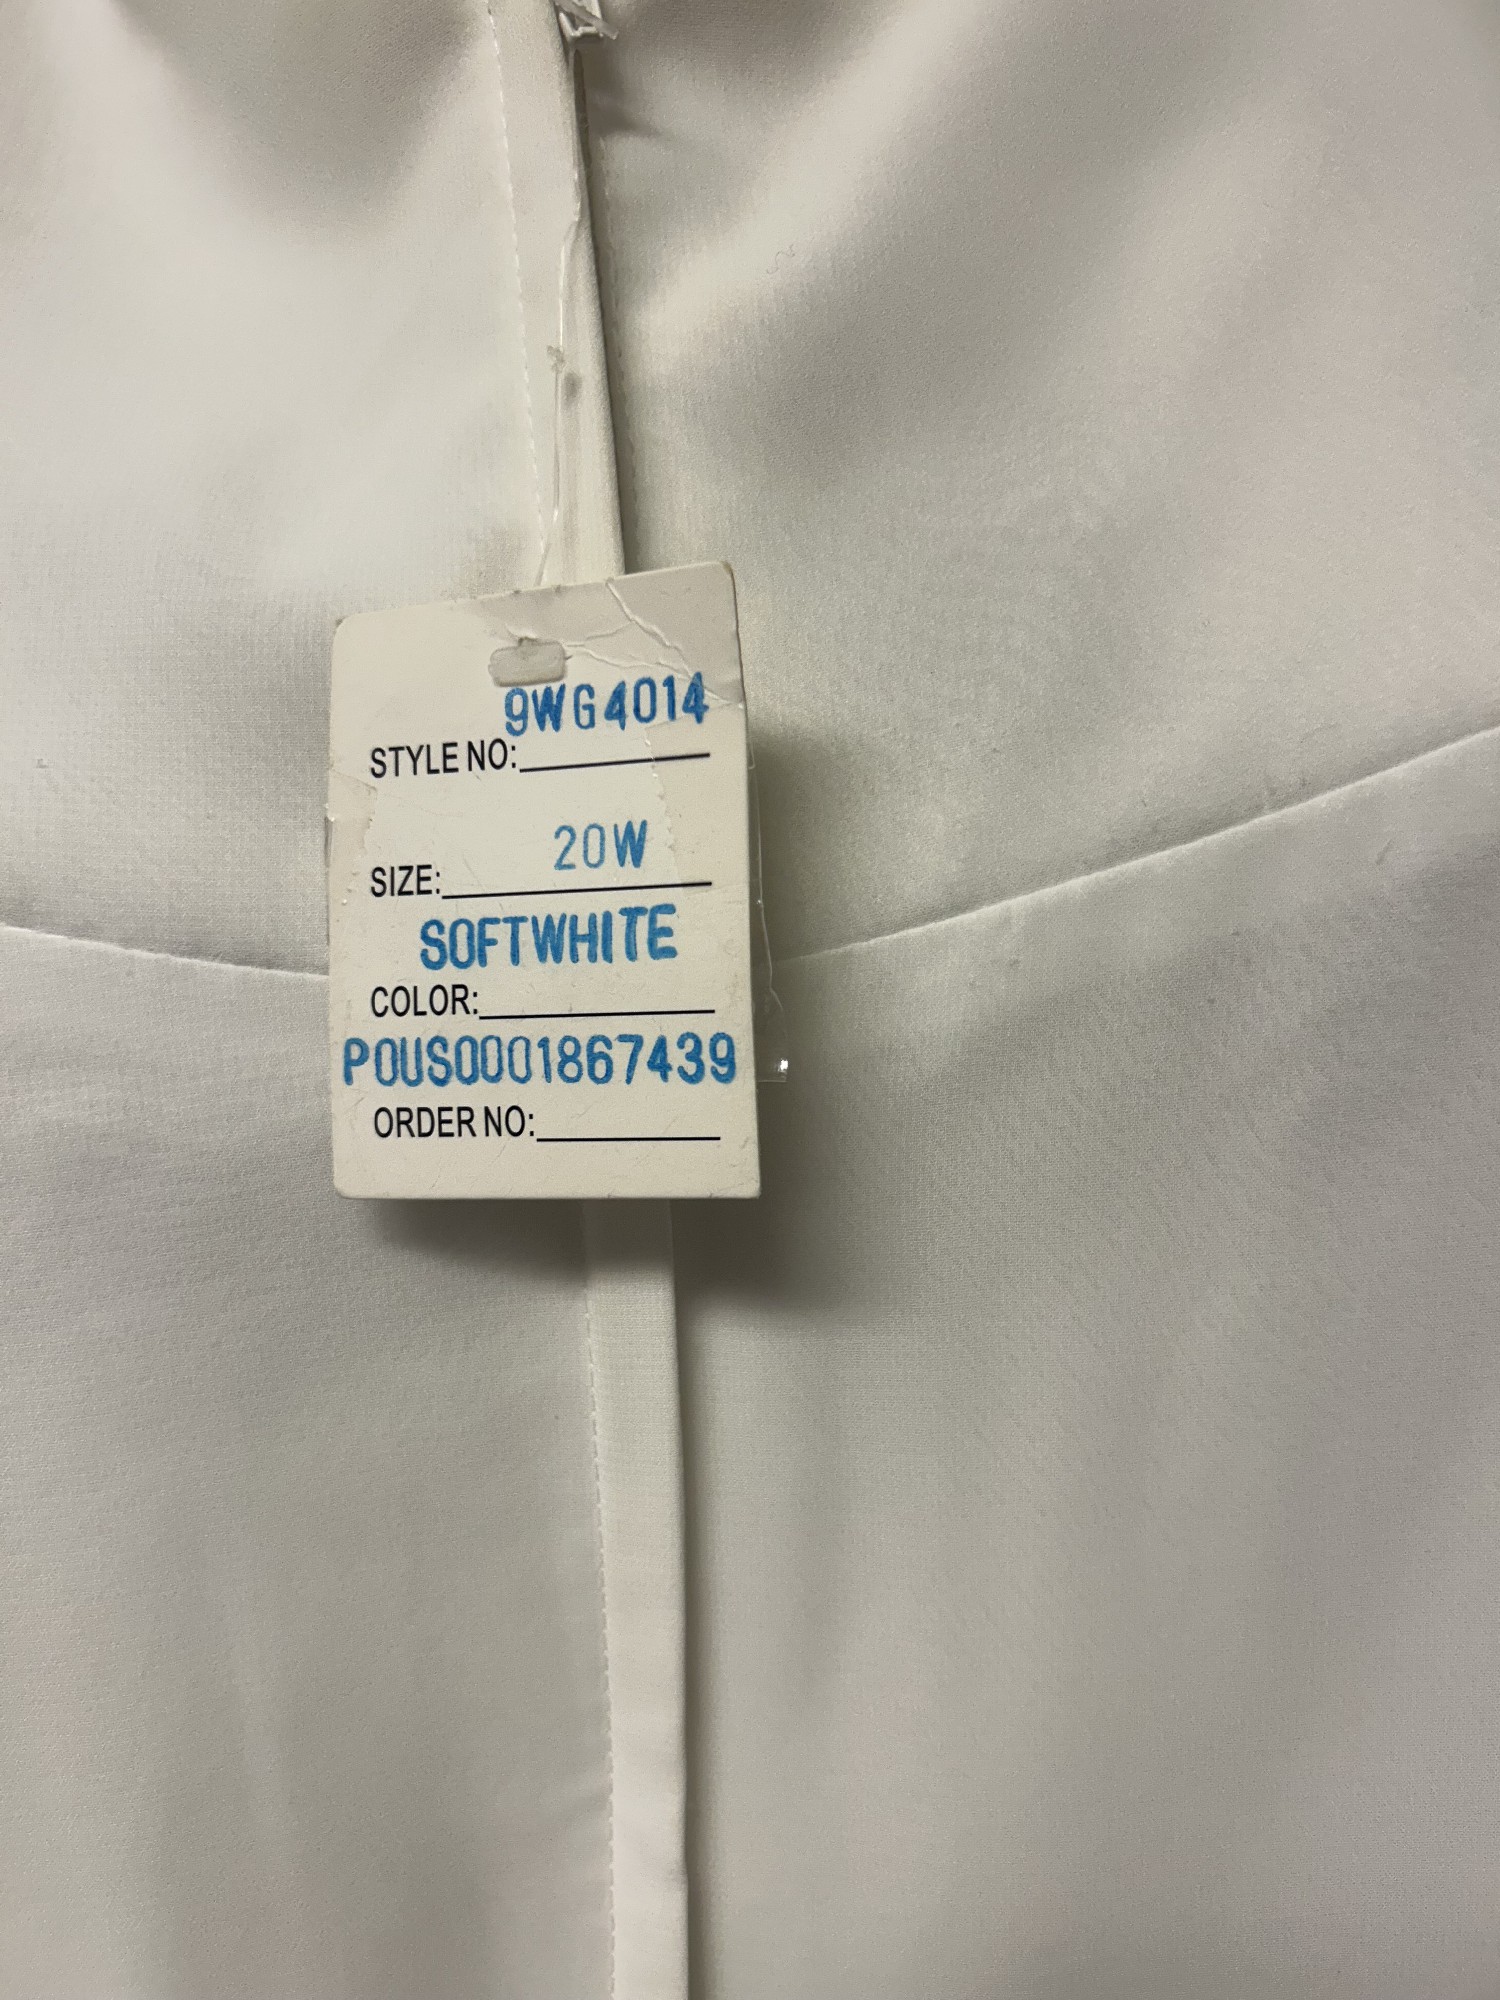 9WG4014
STYLE NO:
20W
SIZE:
SOFTWHITE
COLOR:
POUS0001867439
ORDER NO: